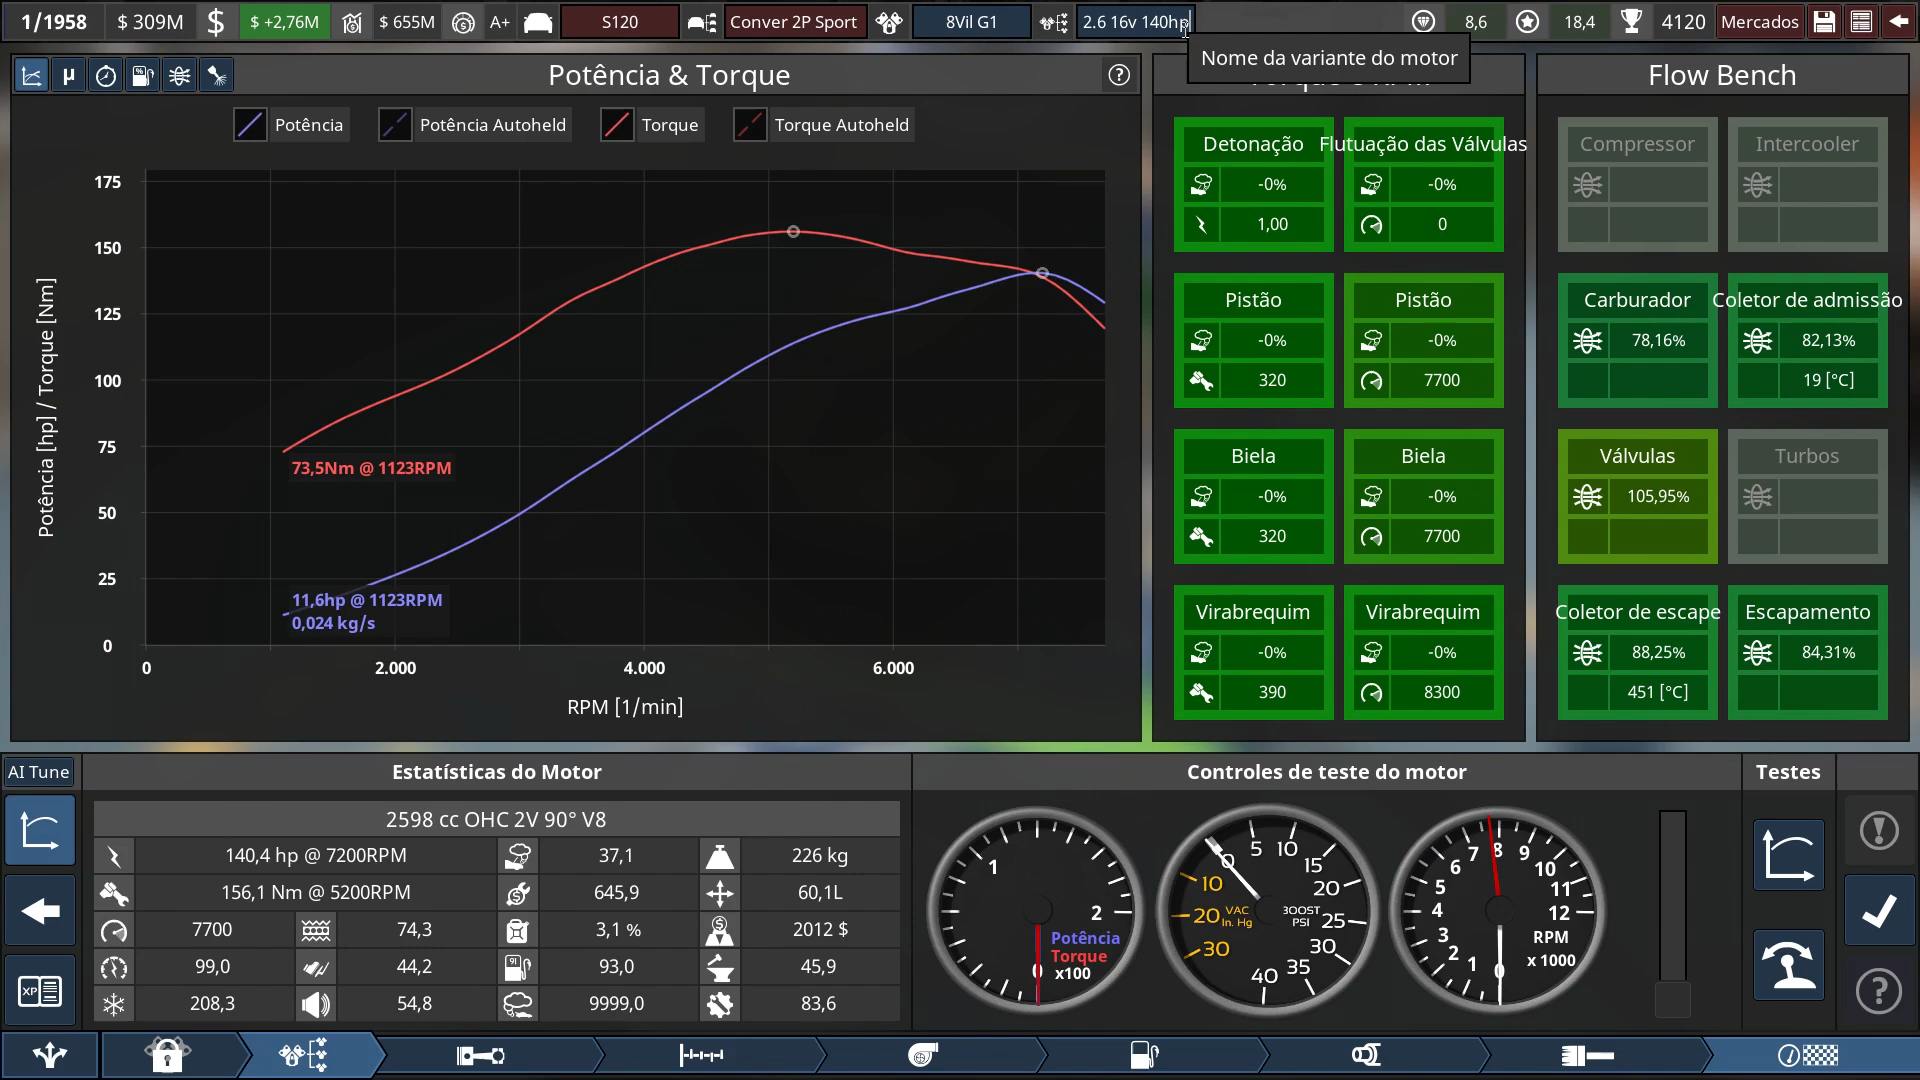 1/1958 $ 309M $ +2,76M $ 655M A+ S120 Conver 2P Sport 8Vil G1 2.6 16v 140hp 8,6 18,4 4120 Mercados
Nome da variante do motor
Potência & Torque
Potência Potência Autoheld Torque Torque Autoheld
175
150
125
100
75
50
25
0
Potência [hp] / Torque [Nm]
73,5Nm @ 1123RPM
11,6hp @ 1123RPM
0,024 kg/s
0 2.000 4.000 6.000
RPM [1/min]
Detonação
-0%
1,00
Flutuação das Válvulas
-0%
0
Pistão
-0%
320
Pistão
-0%
7700
Biela
-0%
320
Biela
-0%
7700
Virabrequim
-0%
390
Virabrequim
-0%
8300
Flow Bench
Compressor
Intercooler
Carburador
78,16%
Coletor de admissão
82,13%
19 [°C]
Válvulas
105,95%
Turbos
Coletor de escape
88,25%
451 [°C]
Escapamento
84,31%
AI Tune
XP
Estatísticas do Motor
2598 cc OHC 2V 90° V8
140,4 hp @ 7200RPM 37,1 226 kg
156,1 Nm @ 5200RPM 645,9 60,1L
7700 74,3 3,1 % 2012 $
99,0 44,2 93,0 45,9
208,3 54,8 9999,0 83,6
Controles de teste do motor
0 1 2
Potência
Torque
x100
0 5 10 15 20 25 30 35 40
10 20 30
VAC
In. Hg
BOOST
PSI
0 1 2 3 4 5 6 7 8 9 10 11 12
RPM
x 1000
Testes